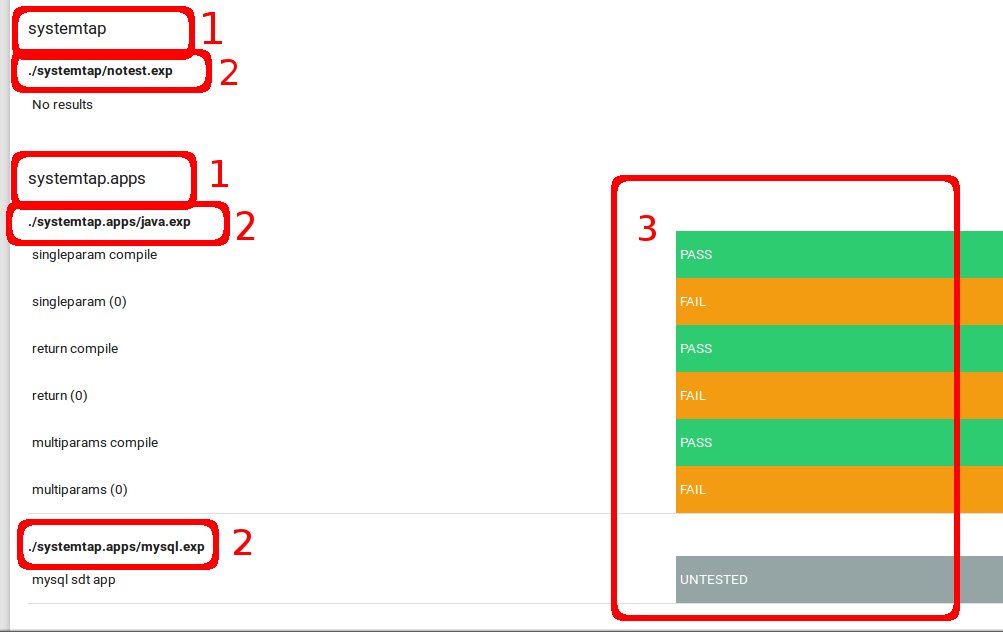 systemtap 1
./systemtap/notest.exp 2
No results
systemtap.apps 1
./systemtap.apps/java.exp 2 3
singleparam compile PASS
singleparam (0) FAIL
return compile PASS
return (0) FAIL
multiparams compile PASS
multiparams (0) FAIL
./systemtap.apps/mysql.exp 2
mysql sdt app UNTESTED